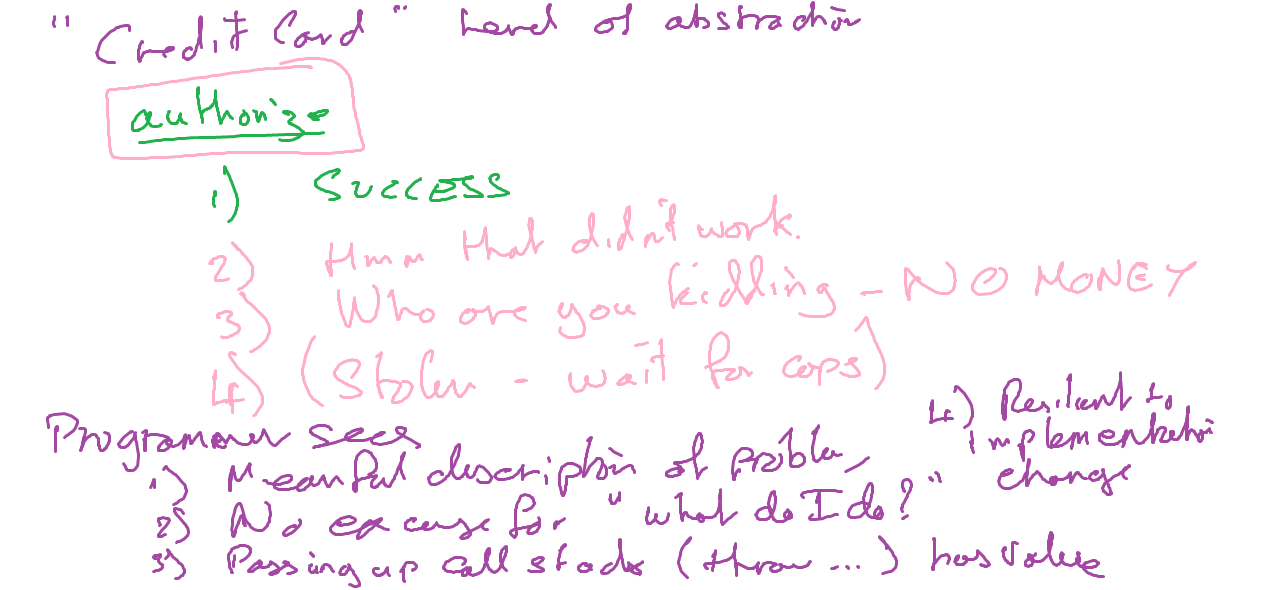 "Credit Card" Level of abstraction
authorize
1) SUCCESS
2) Hmm that didn't work.
3) Who are you kidding - NO MONEY
4) (Stolen - wait for cops)
Programmer sees
1) Meanful description of problem
2) No excuse for "what do I do?"
3) Passing up call stack (throw ...) has value
4) Resilient to
implementation
change